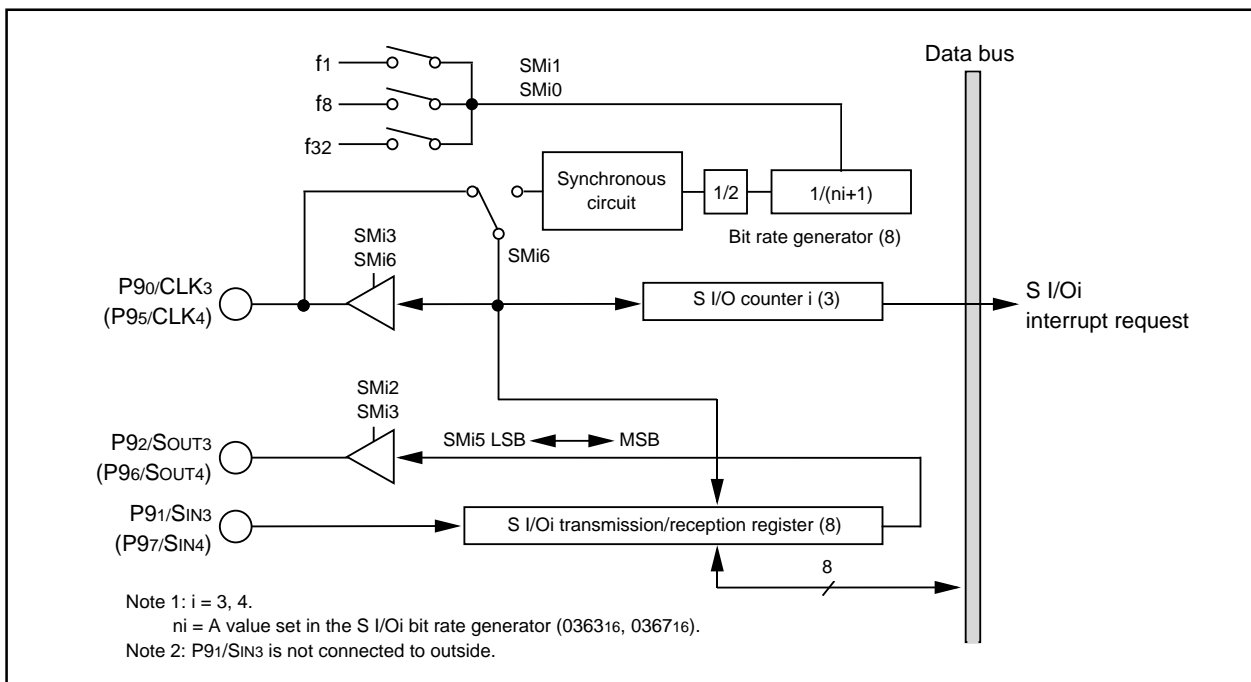 Data bus
f1
SMi1
SMi0
f8
f32
Synchronous
circuit
1/2
1/(ni+1)
Bit rate generator (8)
SMi3
SMi6
SMi6
P90/CLK3
(P95/CLK4)
S I/O counter i (3)
S I/Oi
interrupt request
SMi2
SMi3
SMi5 LSB
MSB
P92/SOUT3
(P96/SOUT4)
P91/SIN3
(P97/SIN4)
S I/Oi transmission/reception register (8)
8
Note 1: i = 3, 4.
ni = A value set in the S I/Oi bit rate generator (036316, 036716).
Note 2: P91/SIN3 is not connected to outside.